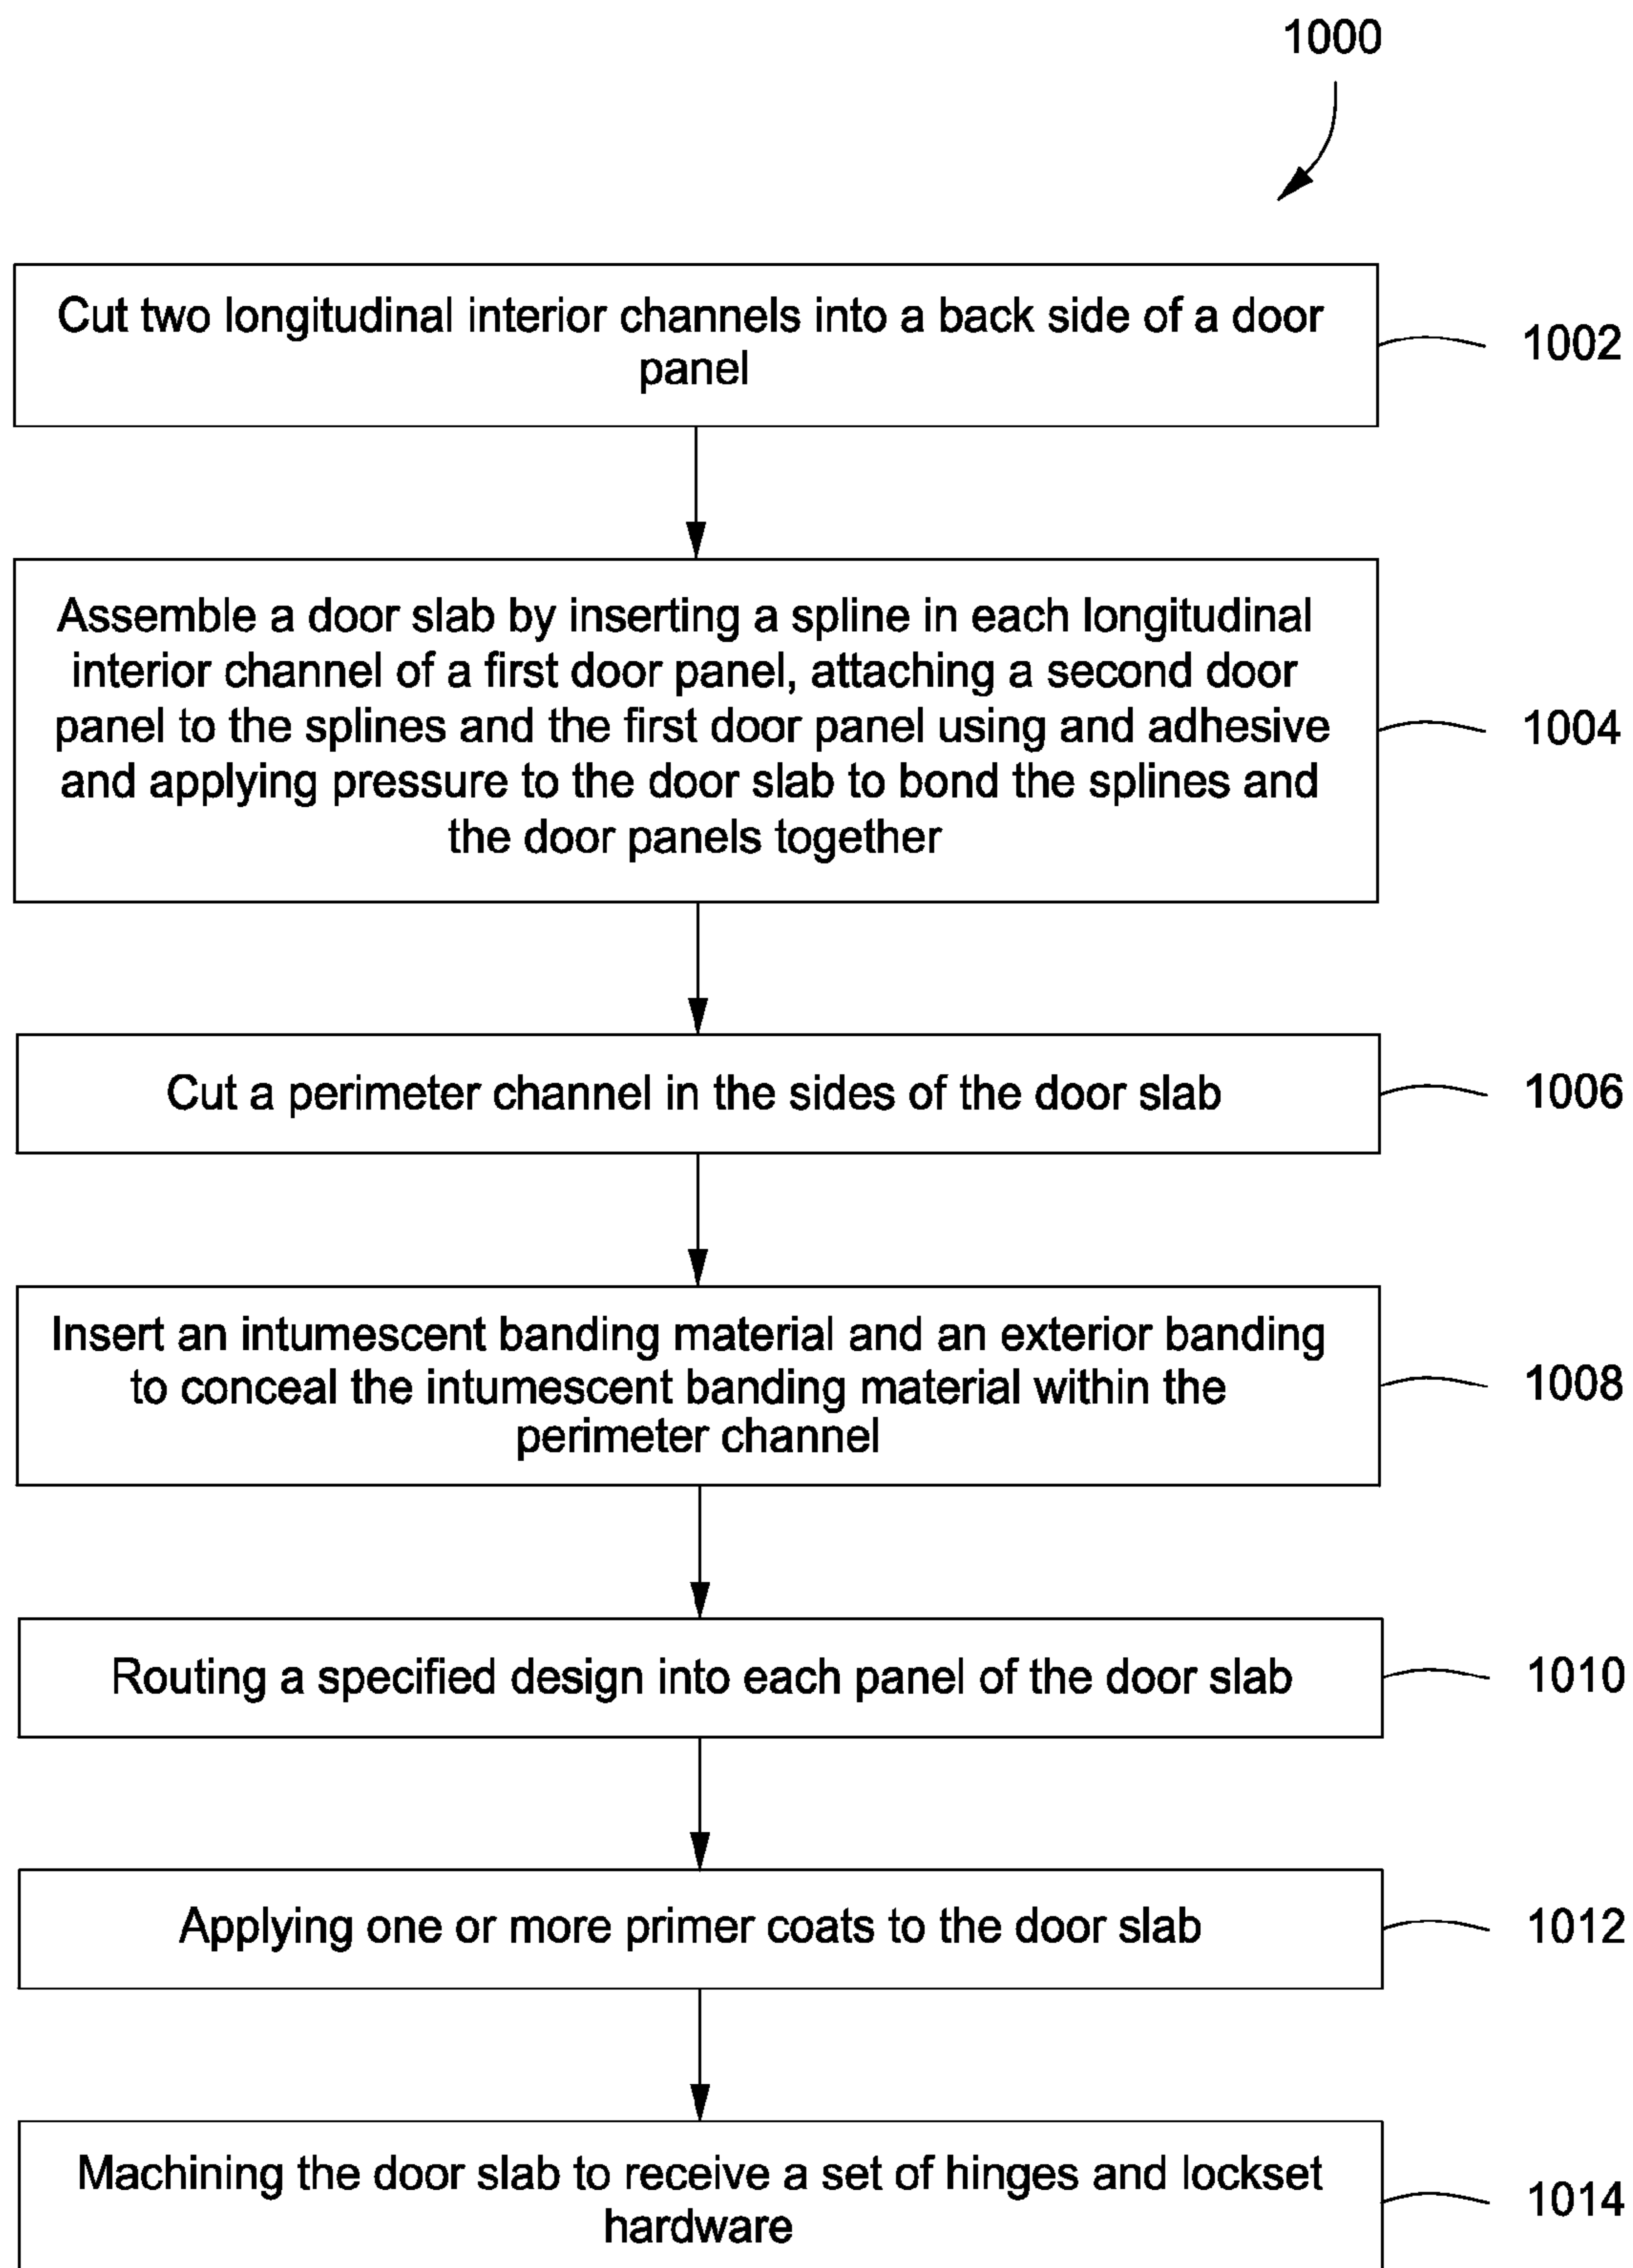 1000
Cut two longitudinal interior channels into a back side of a door
panel
1002
Assemble a door slab by inserting a spline in each longitudinal
interior channel of a first door panel, attaching a second door
panel to the splines and the first door panel using and adhesive
and applying pressure to the door slab to bond the splines and
the door panels together
1004
Cut a perimeter channel in the sides of the door slab
1006
Insert an intumescent banding material and an exterior banding
to conceal the intumescent banding material within the
perimeter channel
1008
Routing a specified design into each panel of the door slab
1010
Applying one or more primer coats to the door slab
1012
Machining the door slab to receive a set of hinges and lockset
hardware
1014